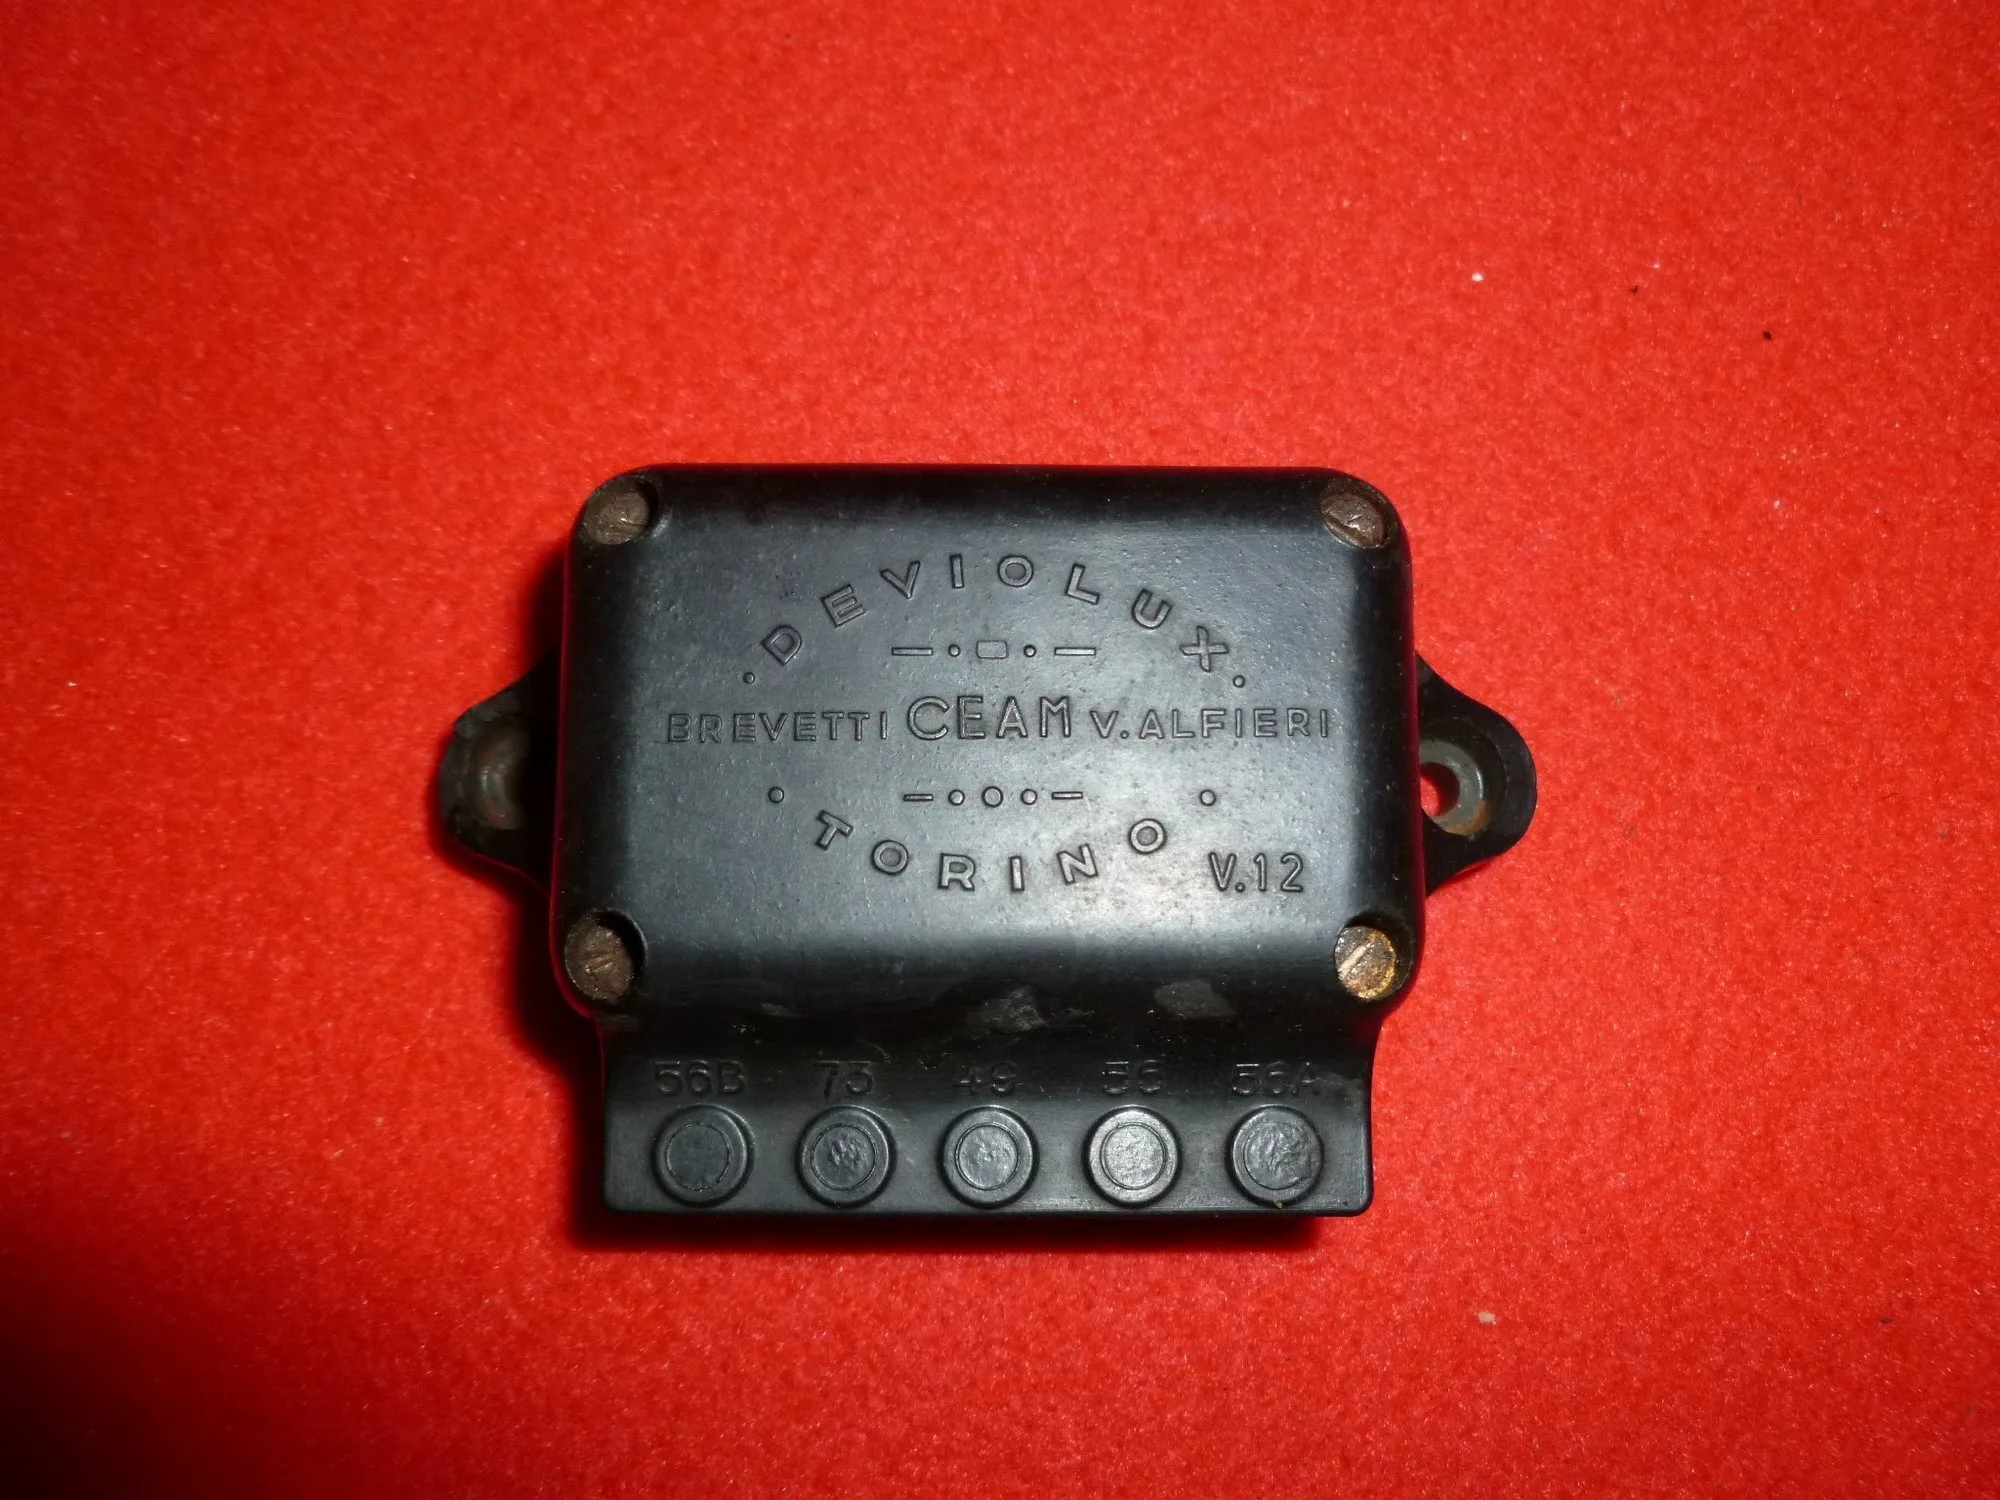 DEVIOLUX
BREVETTI CEAM V. ALFIERI
TORINO
V.12
56B 73 49 56 56A